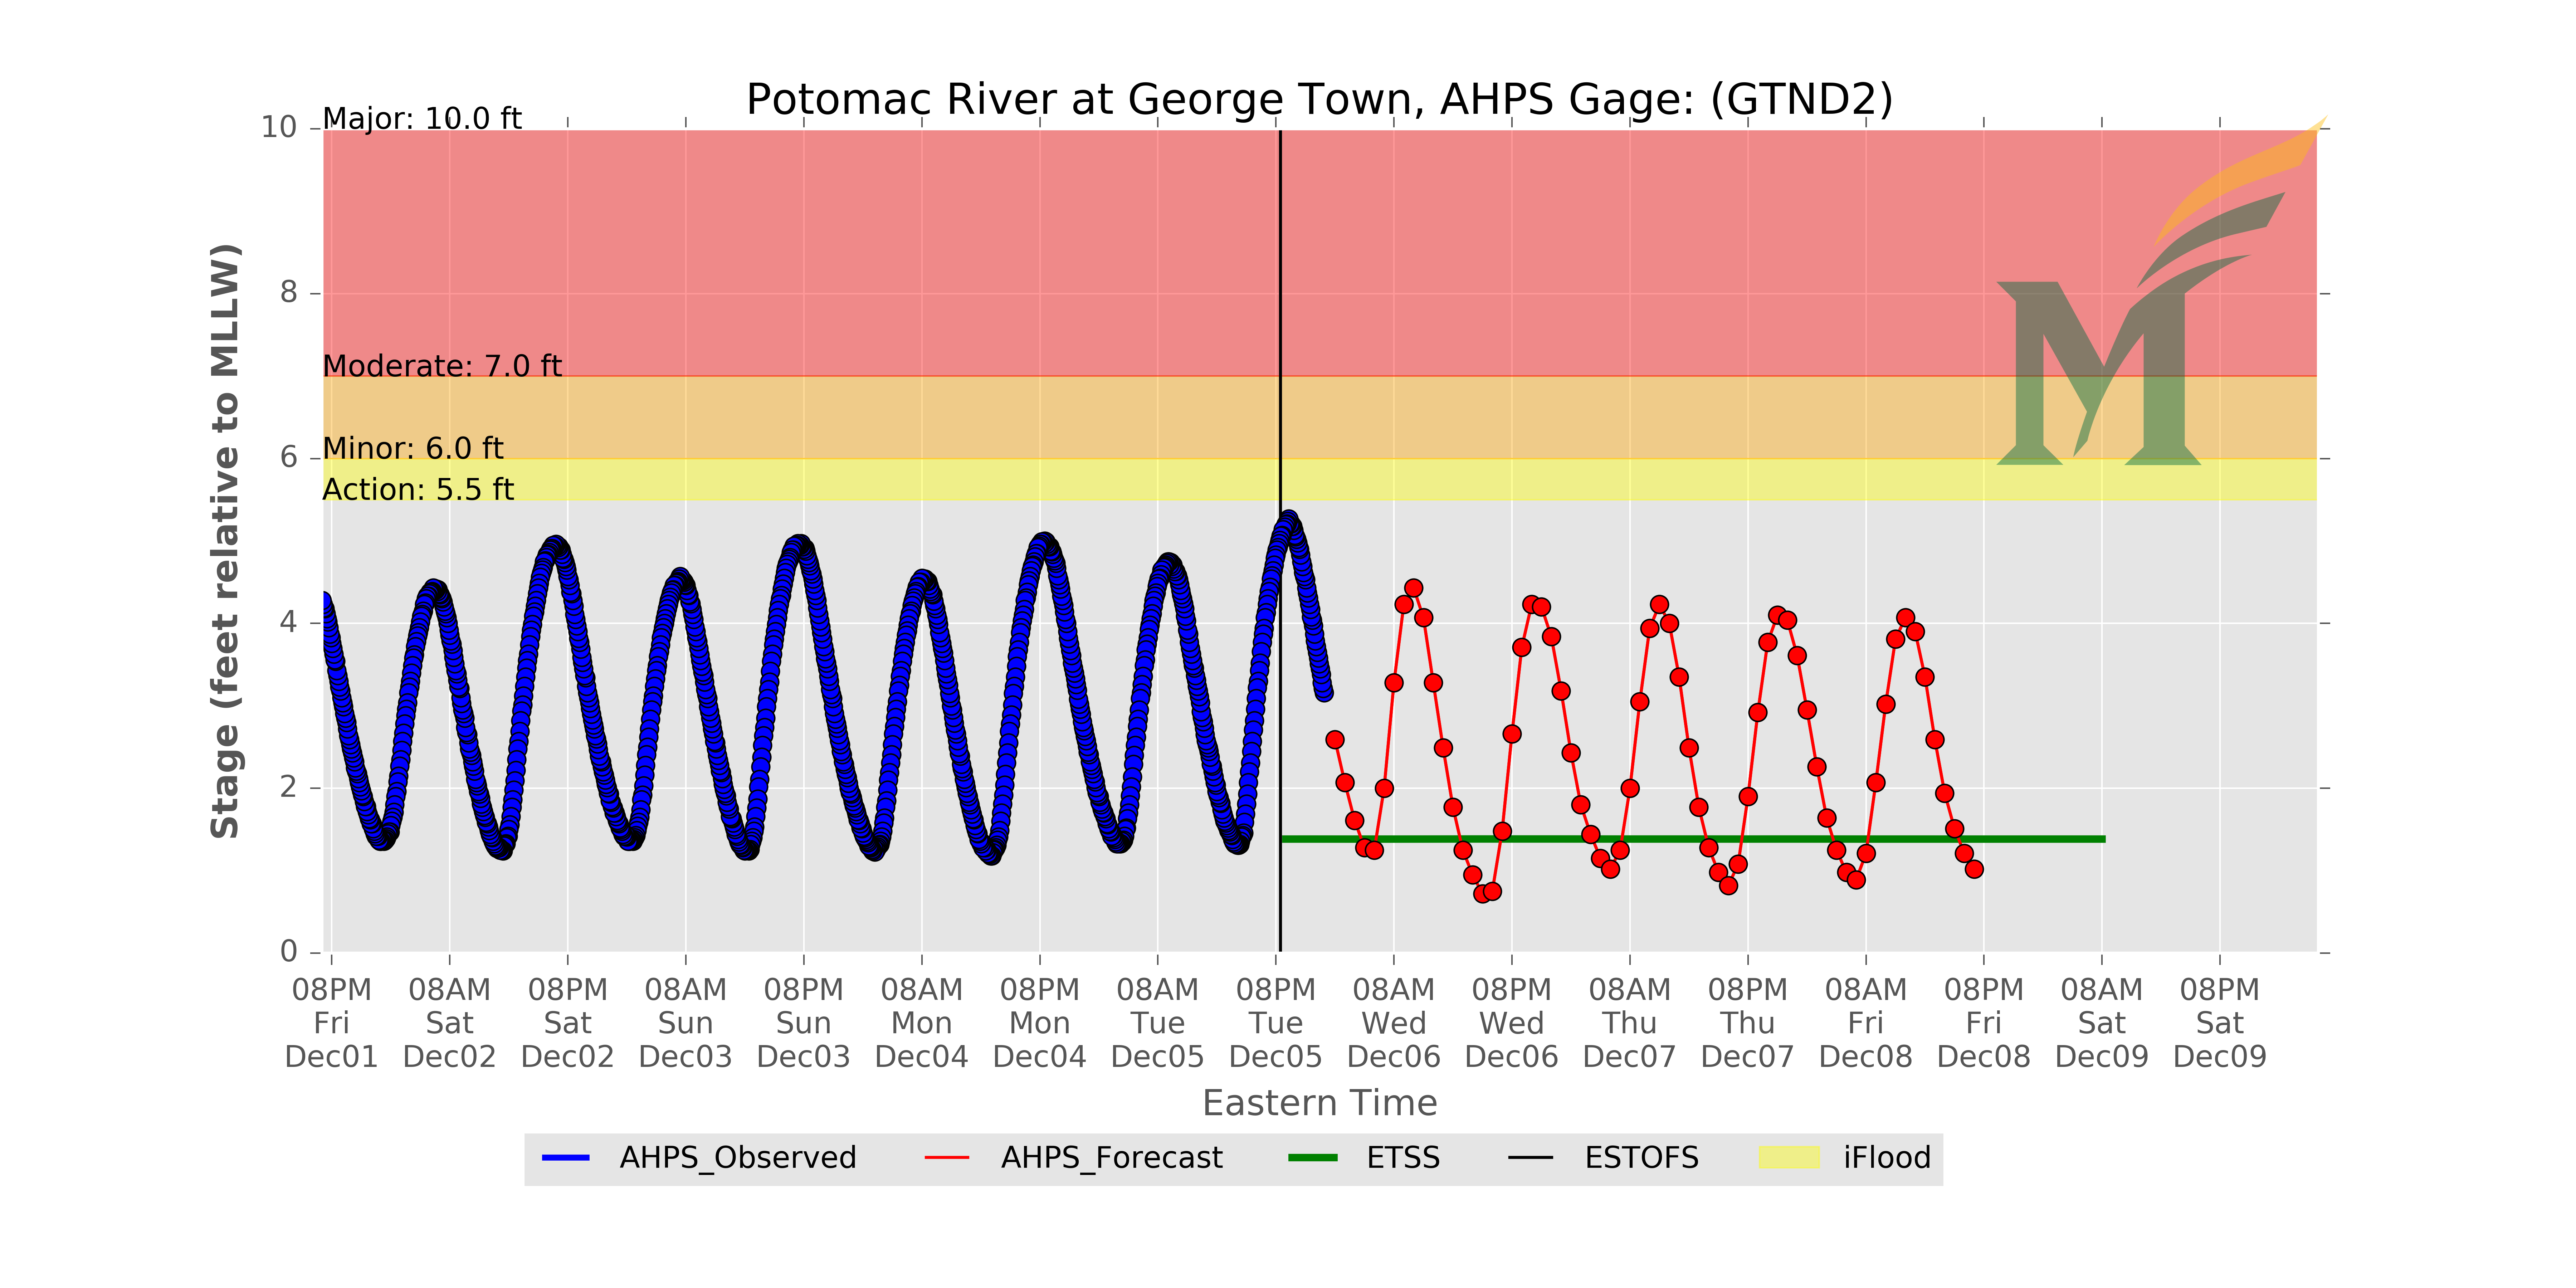 Potomac River at George Town, AHPS Gage: (GTND2)
Major: 10.0 ft
Moderate: 7.0 ft
Minor: 6.0 ft
Action: 5.5 ft
Stage (feet relative to MLLW)
10
8
6
4
2
0
08PM 08AM 08PM 08AM 08PM 08AM 08PM 08AM 08PM 08AM 08PM 08AM 08PM 08AM 08PM 08AM 08PM
Fri Sat Sat Sun Sun Mon Mon Tue Tue Wed Wed Thu Thu Fri Fri Sat Sat
Dec01 Dec02 Dec02 Dec03 Dec03 Dec04 Dec04 Dec05 Dec05 Dec06 Dec06 Dec07 Dec07 Dec08 Dec08 Dec09 Dec09
Eastern Time
AHPS_Observed AHPS_Forecast ETSS ESTOFS iFlood
M